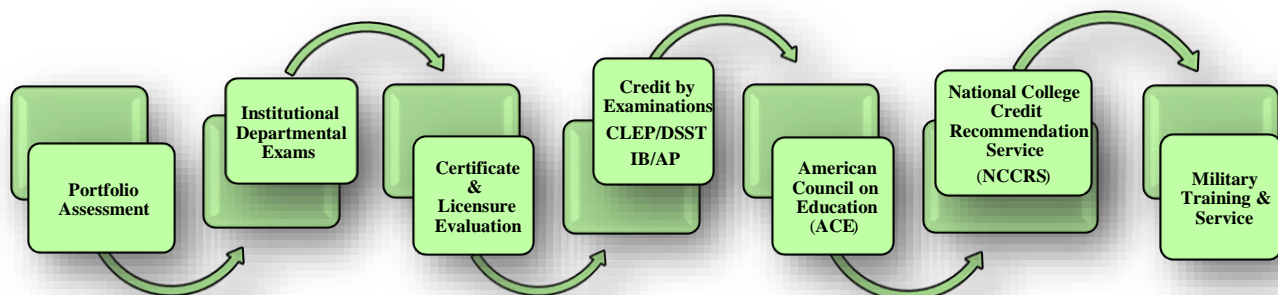 Portfolio
Assessment
Institutional
Departmental
Exams
Certificate
&
Licensure
Evaluation
Credit by
Examinations
CLEP/DSST
IB/AP
American
Council on
Education
(ACE)
National College
Credit
Recommendation
Service
(NCCRS)
Military
Training &
Service